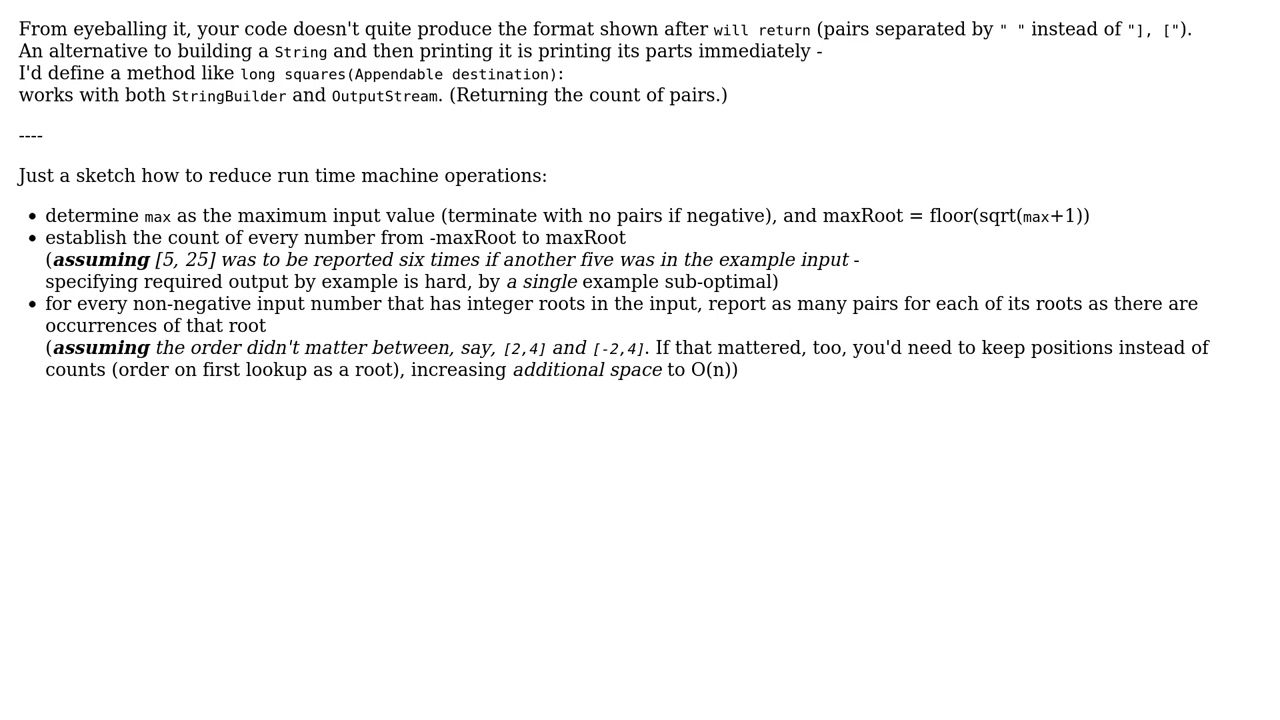 From eyeballing it, your code doesn't quite produce the format shown after will return (pairs separated by " " instead of "], [").
An alternative to building a String and then printing it is printing its parts immediately -
I'd define a method like long squares(Appendable destination):
works with both StringBuilder and OutputStream. (Returning the count of pairs.)
----
Just a sketch how to reduce run time machine operations:
• determine max as the maximum input value (terminate with no pairs if negative), and maxRoot = floor(sqrt(max+1))
• establish the count of every number from -maxRoot to maxRoot
(assuming [5, 25] was to be reported six times if another five was in the example input -
specifying required output by example is hard, by a single example sub-optimal)
• for every non-negative input number that has integer roots in the input, report as many pairs for each of its roots as there are
occurrences of that root
(assuming the order didn't matter between, say, [2,4] and [-2,4]. If that mattered, too, you'd need to keep positions instead of
counts (order on first lookup as a root), increasing additional space to O(n))